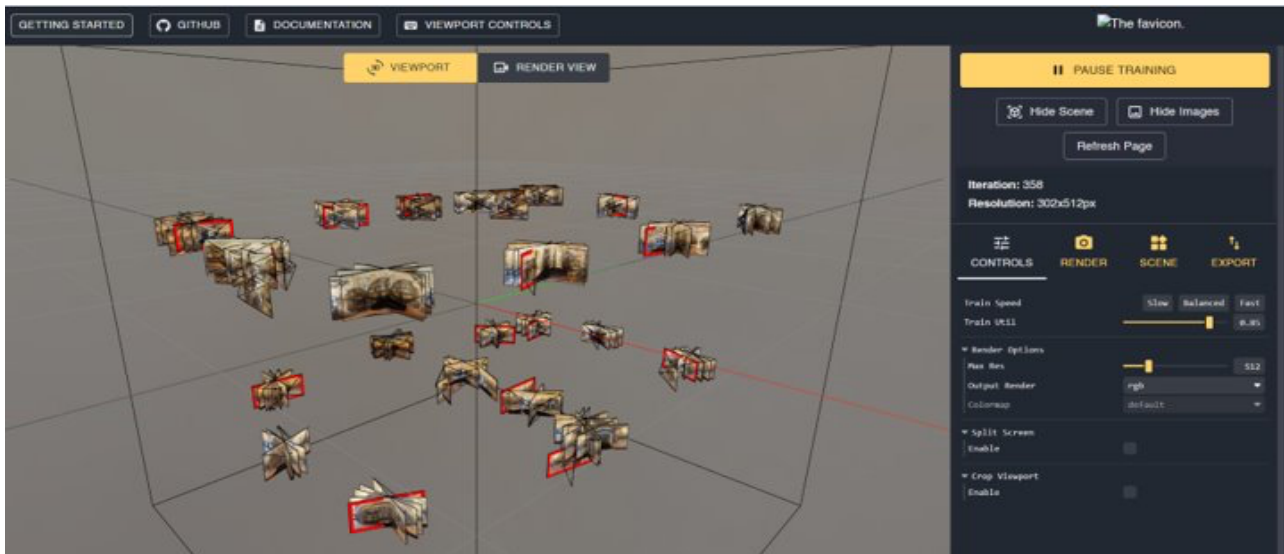 GETTING STARTED
GITHUB
DOCUMENTATION
VIEWPORT CONTROLS
The favicon.
VIEWPORT
RENDER VIEW
PAUSE TRAINING
Hide Scene
Hide Images
Refresh Page
Iteration: 358
Resolution: 302x512px
CONTROLS
RENDER
SCENE
EXPORT
Train Speed
Slow
Balanced
Fast
Train Util
0.85
Render Options
Max Res
512
Output Render
rgb
Colormap
default
Split Screen
Enable
Crop Viewport
Enable